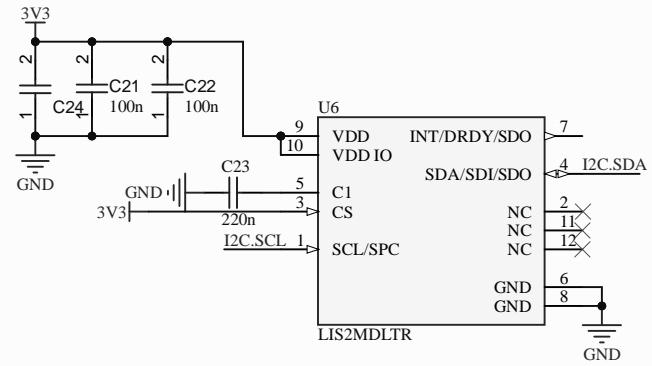 3V3
2 2 2
C21 C22
C24 100n 100n
1 1 1
GND
U6
9 VDD INT/DRDY/SDO 7
10 VDD IO
SDA/SDI/SDO 4 I2C.SDA
C23
GND 5 C1
220n
3V3 3 CS NC 2
NC 11
I2C.SCL 1 SCL/SPC NC 12
GND 6
GND 8
LIS2MDLTR
GND